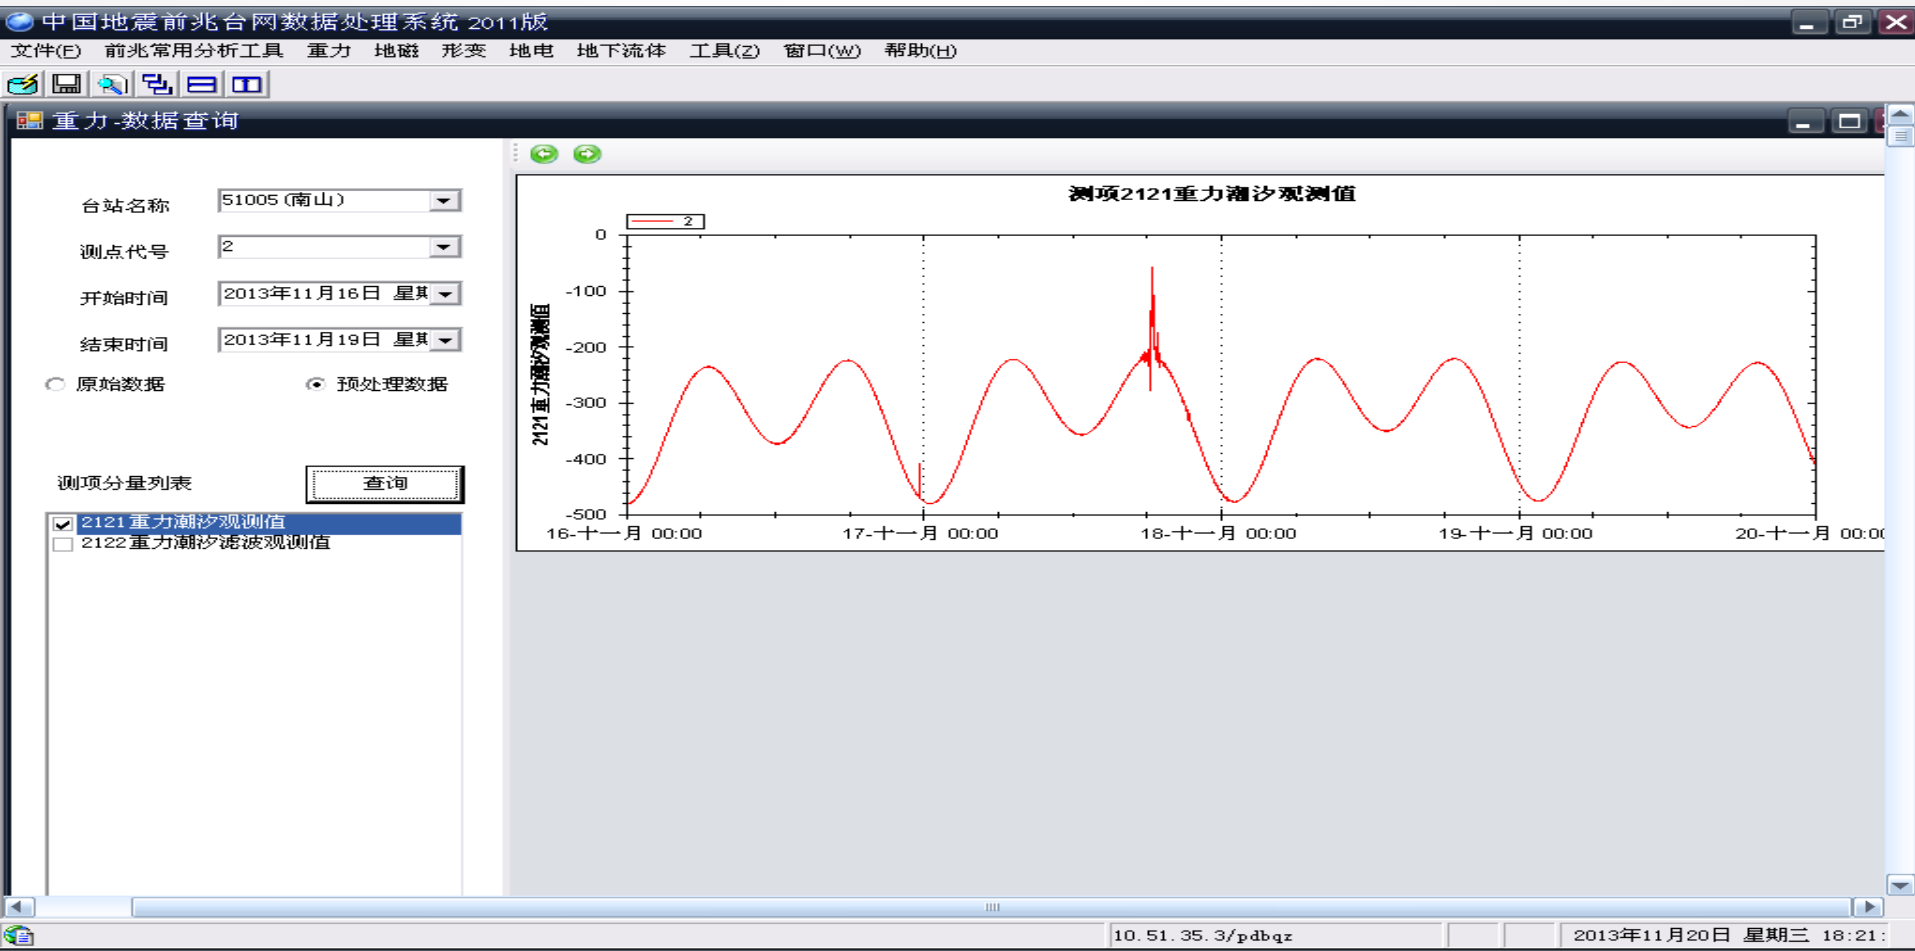 中国地震前兆台网数据处理系统 2011版
文件(F) 前兆常用分析工具 重力 地磁 形变 地电 地下流体 工具(Z) 窗口(W) 帮助(H)
重力-数据查询
台站名称 51005(南山)
测点代号 2
开始时间 2013年11月16日 星期
结束时间 2013年11月19日 星期
原始数据 预处理数据
测项分量列表 查询
2121重力潮汐观测值
2122重力潮汐滤波观测值
测项2121重力潮汐观测值
2
2121重力潮汐观测值
0
-100
-200
-300
-400
-500
16-十一月 00:00 17-十一月 00:00 18-十一月 00:00 19-十一月 00:00 20-十一月 00:00
10.51.35.3/pdbqz 2013年11月20日 星期三 18:21: